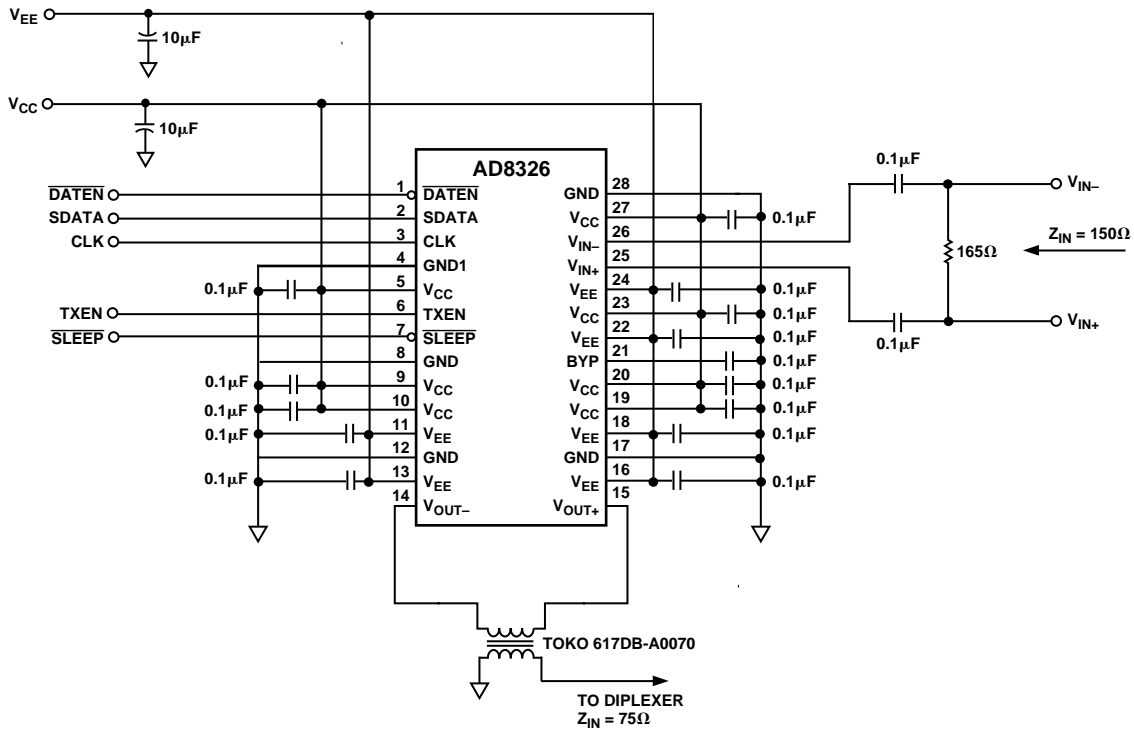 VEE
10µF
VCC
10µF
AD8326
DATEN 1 DATEN
SDATA 2 SDATA
CLK 3 CLK
4 GND1
0.1µF 5 VCC
TXEN 6 TXEN
SLEEP 7 SLEEP
8 GND
0.1µF 9 VCC
0.1µF 10 VCC
0.1µF 11 VEE
12 GND
0.1µF 13 VEE
14 VOUT–
GND 28
VCC 27 0.1µF
VIN– 26
VIN+ 25
VEE 24 0.1µF
VCC 23 0.1µF
VEE 22 0.1µF
BYP 21 0.1µF
VCC 20 0.1µF
VCC 19 0.1µF
VEE 18 0.1µF
GND 17
VEE 16 0.1µF
VOUT+ 15
0.1µF
VIN–
ZIN = 150Ω
165Ω
VIN+
0.1µF
TOKO 617DB-A0070
TO DIPLEXER
ZIN = 75Ω